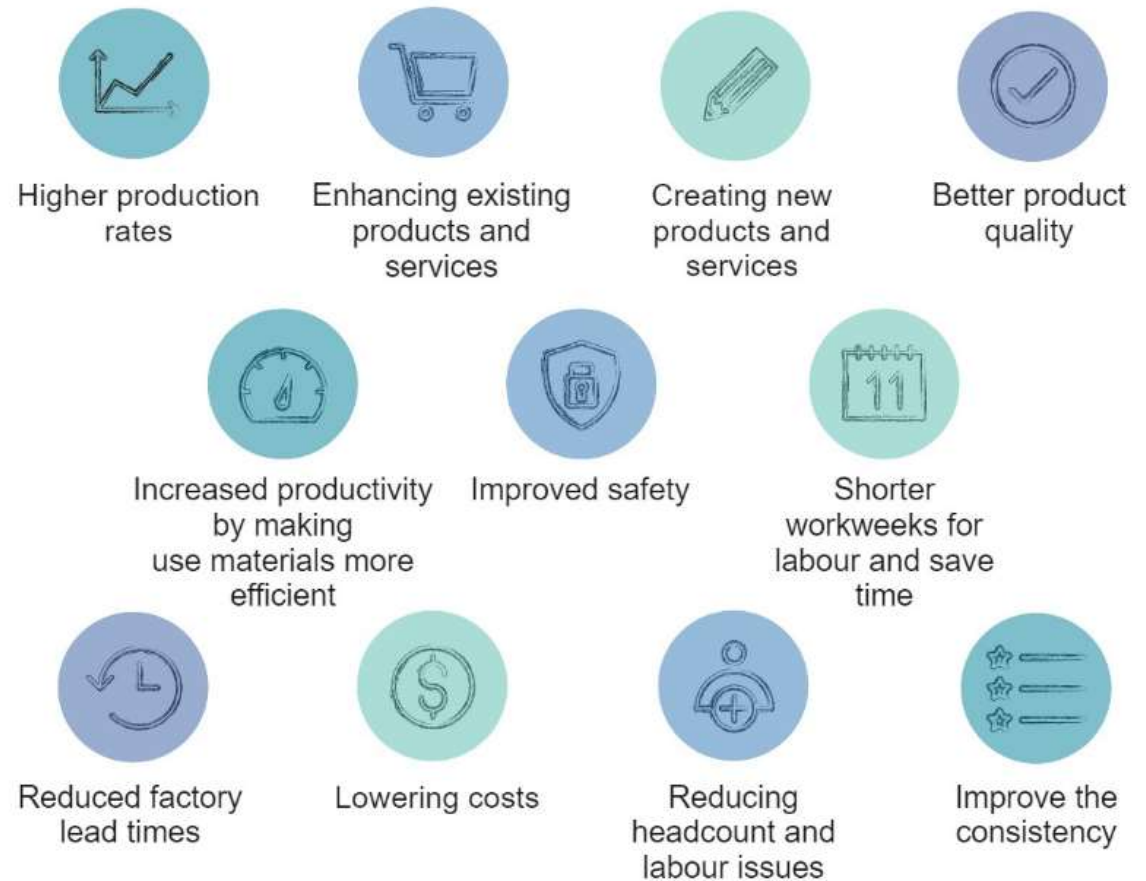 Higher production
rates
Enhancing existing
products and
services
Creating new
products and
services
Better product
quality
Increased productivity
by making
use materials more
efficient
Improved safety
11
Shorter
workweeks for
labour and save
time
Reduced factory
lead times
$
Lowering costs
Reducing
headcount and
labour issues
Improve the
consistency